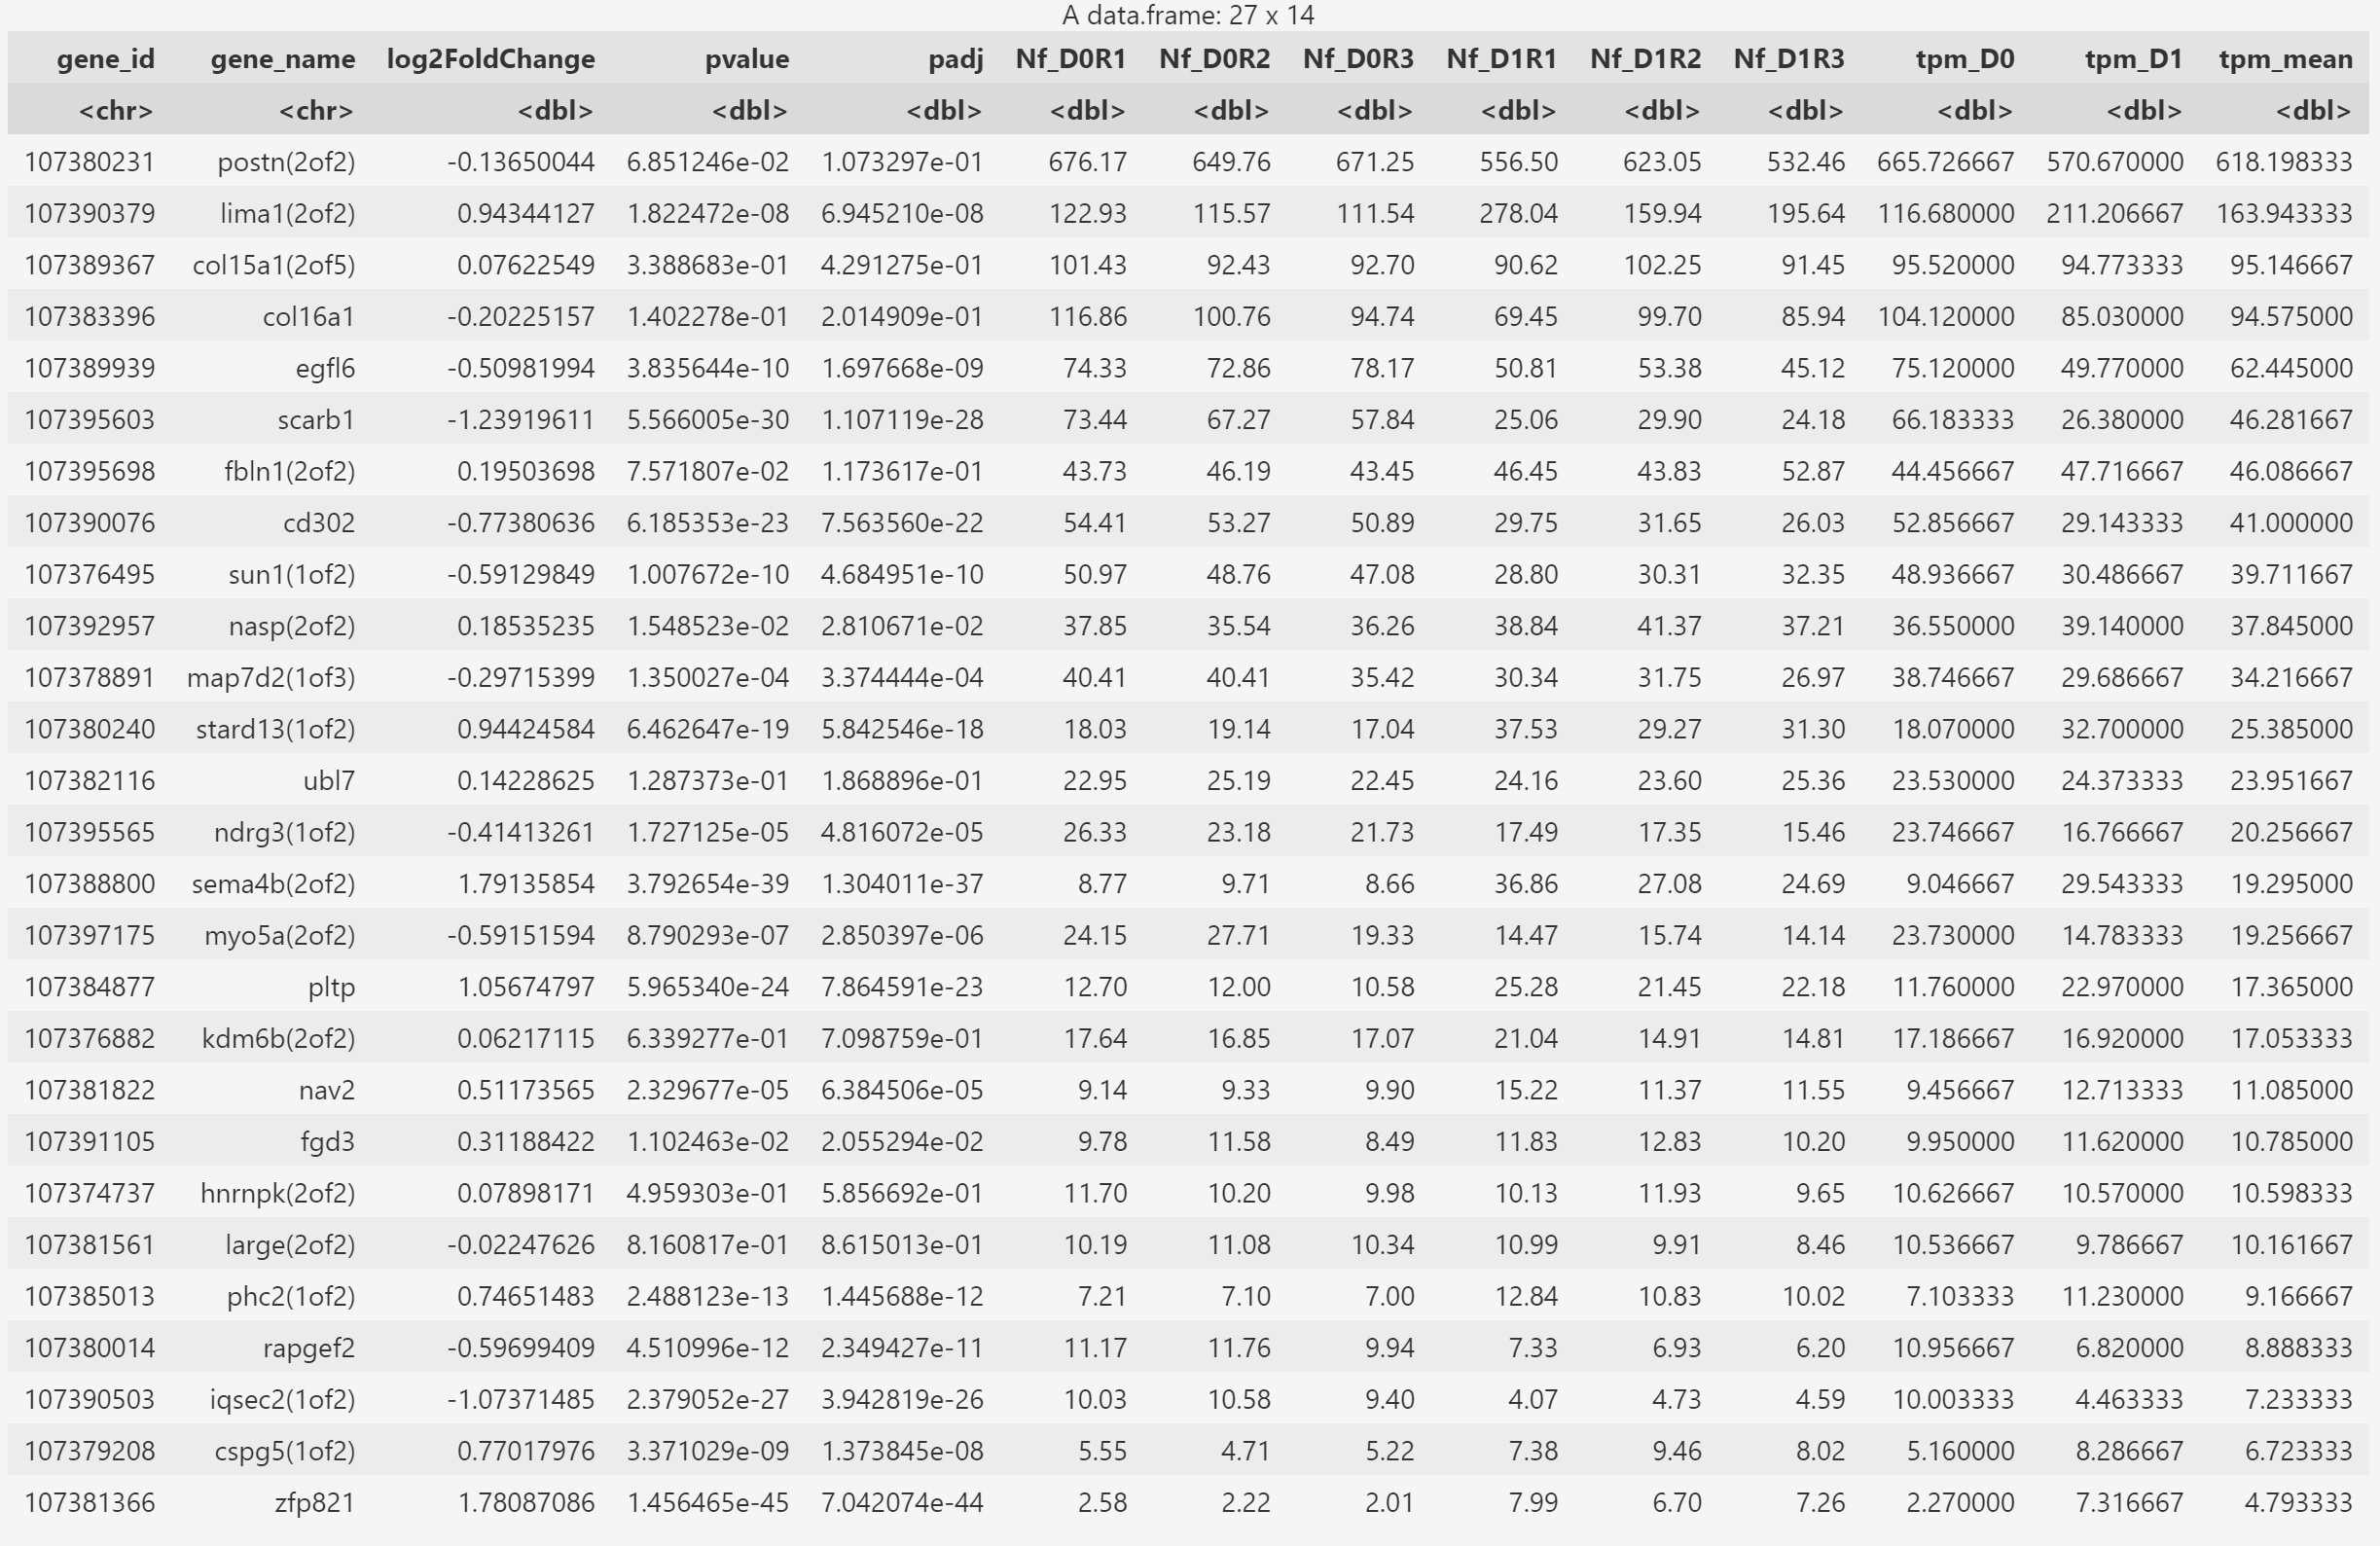 A data.frame: 27 x 14
gene_id gene_name log2FoldChange pvalue padj Nf_D0R1 Nf_D0R2 Nf_D0R3 Nf_D1R1 Nf_D1R2 Nf_D1R3 tpm_D0 tpm_D1 tpm_mean
<chr> <chr> <dbl> <dbl> <dbl> <dbl> <dbl> <dbl> <dbl> <dbl> <dbl> <dbl> <dbl> <dbl>
107380231 postn(2of2) -0.13650044 6.851246e-02 1.073297e-01 676.17 649.76 671.25 556.50 623.05 532.46 665.726667 570.670000 618.198333
107390379 lima1(2of2) 0.94344127 1.822472e-08 6.945210e-08 122.93 115.57 111.54 278.04 159.94 195.64 116.680000 211.206667 163.943333
107389367 col15a1(2of5) 0.07622549 3.388683e-01 4.291275e-01 101.43 92.43 92.70 90.62 102.25 91.45 95.520000 94.773333 95.146667
107383396 col16a1 -0.20225157 1.402278e-01 2.014909e-01 116.86 100.76 94.74 69.45 99.70 85.94 104.120000 85.030000 94.575000
107389939 egfl6 -0.50981994 3.835644e-10 1.697668e-09 74.33 72.86 78.17 50.81 53.38 45.12 75.120000 49.770000 62.445000
107395603 scarb1 -1.23919611 5.566005e-30 1.107119e-28 73.44 67.27 57.84 25.06 29.90 24.18 66.183333 26.380000 46.281667
107395698 fbln1(2of2) 0.19503698 7.571807e-02 1.173617e-01 43.73 46.19 43.45 46.45 43.83 52.87 44.456667 47.716667 46.086667
107390076 cd302 -0.77380636 6.185353e-23 7.563560e-22 54.41 53.27 50.89 29.75 31.65 26.03 52.856667 29.143333 41.000000
107376495 sun1(1of2) -0.59129849 1.007672e-10 4.684951e-10 50.97 48.76 47.08 28.80 30.31 32.35 48.936667 30.486667 39.711667
107392957 nasp(2of2) 0.18535235 1.548523e-02 2.810671e-02 37.85 35.54 36.26 38.84 41.37 37.21 36.550000 39.140000 37.845000
107378891 map7d2(1of3) -0.29715399 1.350027e-04 3.374444e-04 40.41 40.41 35.42 30.34 31.75 26.97 38.746667 29.686667 34.216667
107380240 stard13(1of2) 0.94424584 6.462647e-19 5.842546e-18 18.03 19.14 17.04 37.53 29.27 31.30 18.070000 32.700000 25.385000
107382116 ubl7 0.14228625 1.287373e-01 1.868896e-01 22.95 25.19 22.45 24.16 23.60 25.36 23.530000 24.373333 23.951667
107395565 ndrg3(1of2) -0.41413261 1.727125e-05 4.816072e-05 26.33 23.18 21.73 17.49 17.35 15.46 23.746667 16.766667 20.256667
107388800 sema4b(2of2) 1.79135854 3.792654e-39 1.304011e-37 8.77 9.71 8.66 36.86 27.08 24.69 9.046667 29.543333 19.295000
107397175 myo5a(2of2) -0.59151594 8.790293e-07 2.850397e-06 24.15 27.71 19.33 14.47 15.74 14.14 23.730000 14.783333 19.256667
107384877 pltp 1.05674797 5.965340e-24 7.864591e-23 12.70 12.00 10.58 25.28 21.45 22.18 11.760000 22.970000 17.365000
107376882 kdm6b(2of2) 0.06217115 6.339277e-01 7.098759e-01 17.64 16.85 17.07 21.04 14.91 14.81 17.186667 16.920000 17.053333
107381822 nav2 0.51173565 2.329677e-05 6.384506e-05 9.14 9.33 9.90 15.22 11.37 11.55 9.456667 12.713333 11.085000
107391105 fgd3 0.31188422 1.102463e-02 2.055294e-02 9.78 11.58 8.49 11.83 12.83 10.20 9.950000 11.620000 10.785000
107374737 hnrnpk(2of2) 0.07898171 4.959303e-01 5.856692e-01 11.70 10.20 9.98 10.13 11.93 9.65 10.626667 10.570000 10.598333
107381561 large(2of2) -0.02247626 8.160817e-01 8.615013e-01 10.19 11.08 10.34 10.99 9.91 8.46 10.536667 9.786667 10.161667
107385013 phc2(1of2) 0.74651483 2.488123e-13 1.445688e-12 7.21 7.10 7.00 12.84 10.83 10.02 7.103333 11.230000 9.166667
107380014 rapgef2 -0.59699409 4.510996e-12 2.349427e-11 11.17 11.76 9.94 7.33 6.93 6.20 10.956667 6.820000 8.888333
107390503 iqsec2(1of2) -1.07371485 2.379052e-27 3.942819e-26 10.03 10.58 9.40 4.07 4.73 4.59 10.003333 4.463333 7.233333
107379208 cspg5(1of2) 0.77017976 3.371029e-09 1.373845e-08 5.55 4.71 5.22 7.38 9.46 8.02 5.160000 8.286667 6.723333
107381366 zfp821 1.78087086 1.456465e-45 7.042074e-44 2.58 2.22 2.01 7.99 6.70 7.26 2.270000 7.316667 4.793333